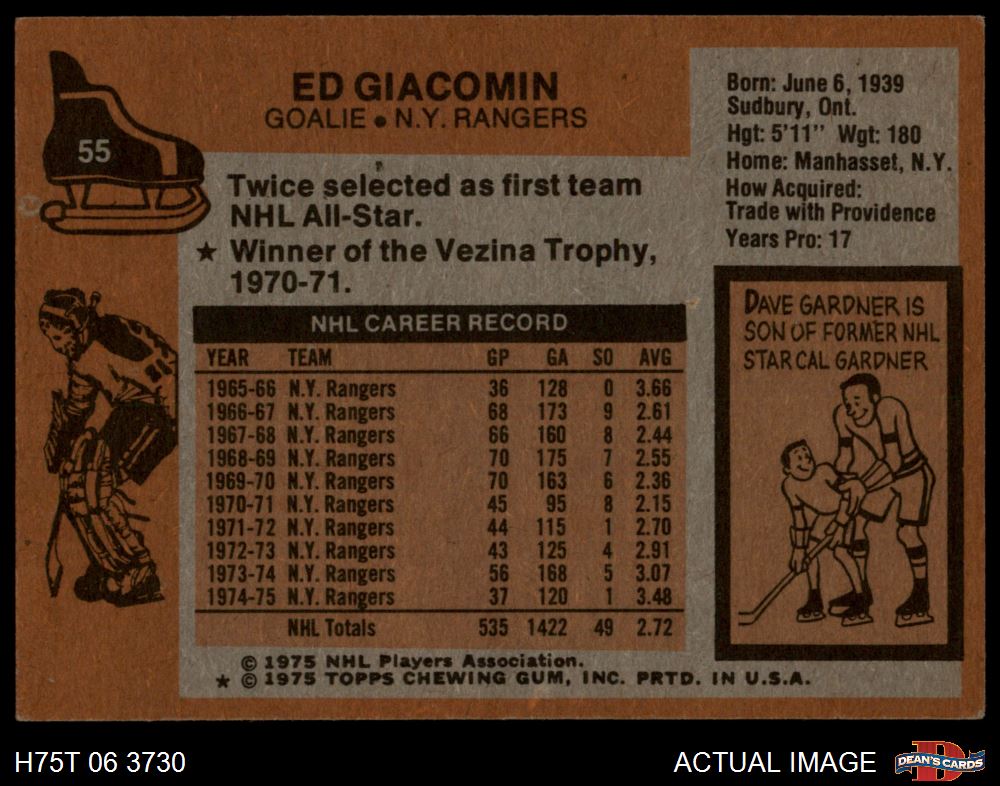 55
ED GIACOMIN
GOALIE ● N.Y. RANGERS
Born: June 6, 1939
Sudbury, Ont.
Hgt: 5'11" Wgt: 180
Home: Manhasset, N.Y.
How Acquired:
Trade with Providence
Years Pro: 17
Twice selected as first team
NHL All-Star.
★ Winner of the Vezina Trophy,
1970-71.
NHL CAREER RECORD
YEAR TEAM GP GA SO AVG
1965-66 N.Y. Rangers 36 128 0 3.66
1966-67 N.Y. Rangers 68 173 9 2.61
1967-68 N.Y. Rangers 66 160 8 2.44
1968-69 N.Y. Rangers 70 175 7 2.55
1969-70 N.Y. Rangers 70 163 6 2.36
1970-71 N.Y. Rangers 45 95 8 2.15
1971-72 N.Y. Rangers 44 115 1 2.70
1972-73 N.Y. Rangers 43 125 4 2.91
1973-74 N.Y. Rangers 56 168 5 3.07
1974-75 N.Y. Rangers 37 120 1 3.48
NHL Totals 535 1422 49 2.72
DAVE GARDNER IS
SON OF FORMER NHL
STAR CAL GARDNER
© 1975 NHL Players Association.
★ © 1975 TOPPS CHEWING GUM, INC. PRTD. IN U.S.A.
H75T 06 3730
ACTUAL IMAGE
DEAN'S CARDS